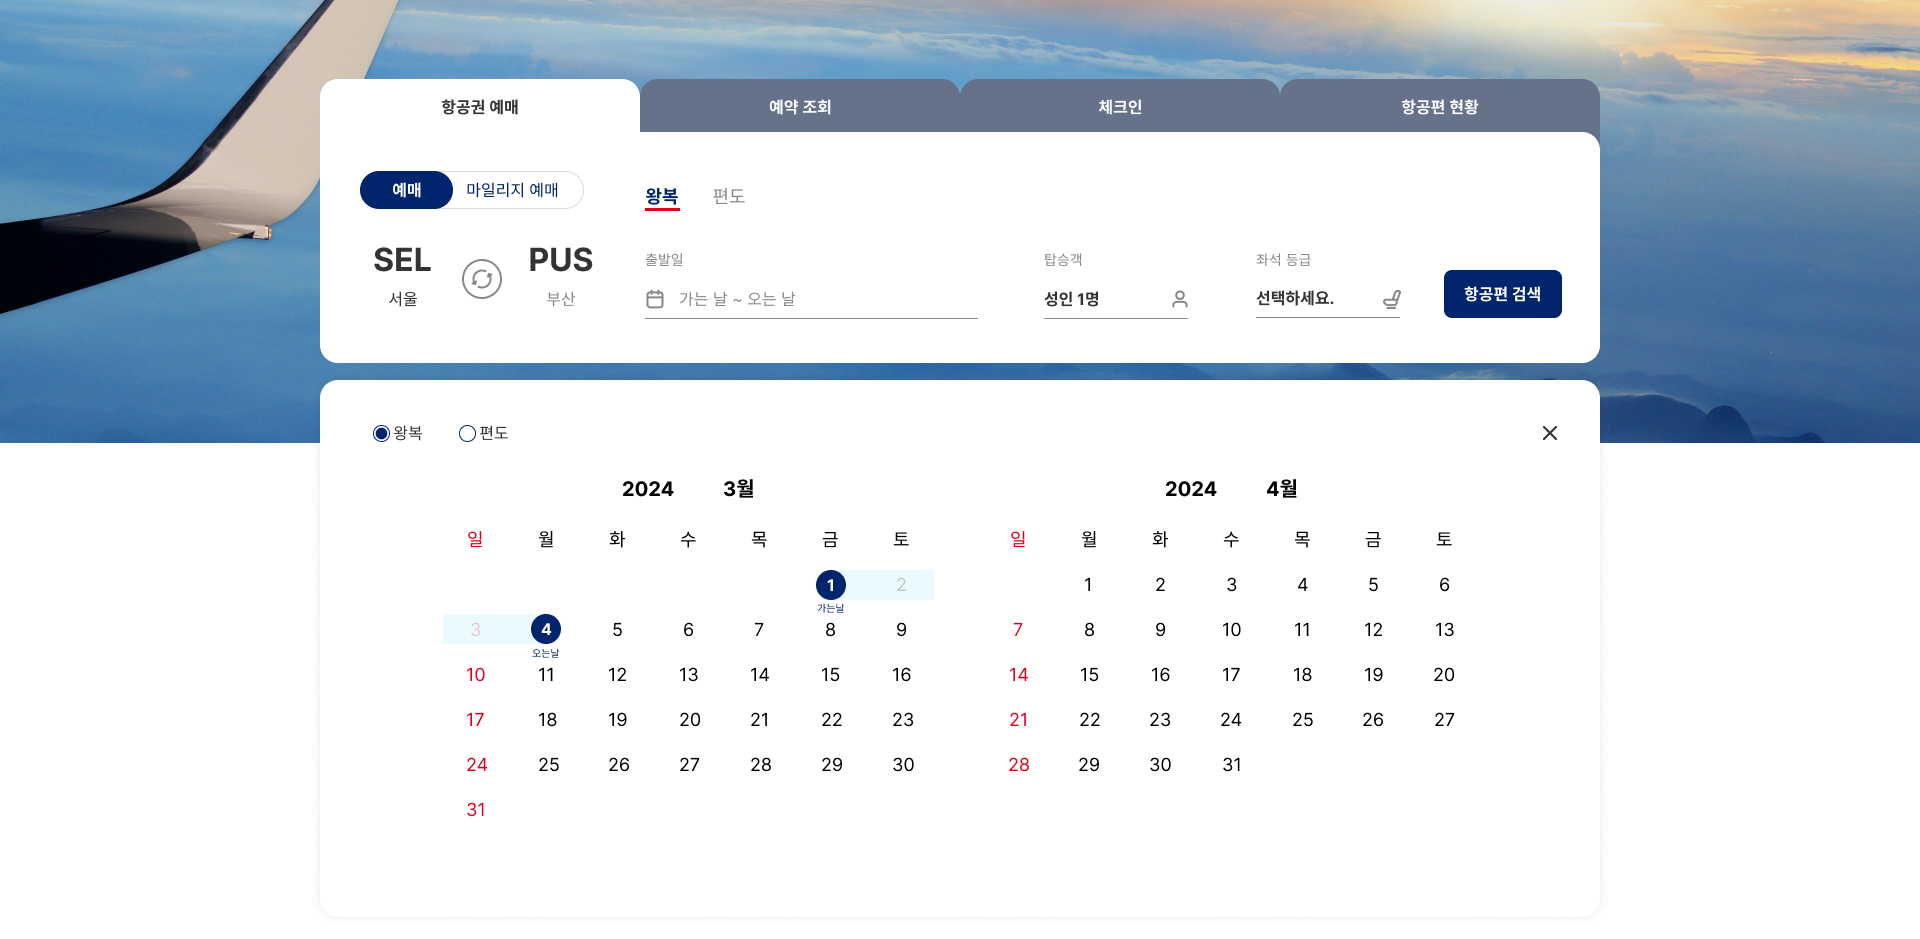 항공권 예매 예약 조회 체크인 항공편 현황
예매 마일리지 예매
왕복 편도
SEL PUS
서울 부산
출발일 탑승객 좌석 등급
가는 날 ~ 오는 날 성인 1명 선택하세요. 항공편 검색
왕복 편도
2024 3월
일 월 화 수 목 금 토
1 2
가는날
3 4 5 6 7 8 9
오는날
10 11 12 13 14 15 16
17 18 19 20 21 22 23
24 25 26 27 28 29 30
31
2024 4월
일 월 화 수 목 금 토
1 2 3 4 5 6
7 8 9 10 11 12 13
14 15 16 17 18 19 20
21 22 23 24 25 26 27
28 29 30 31